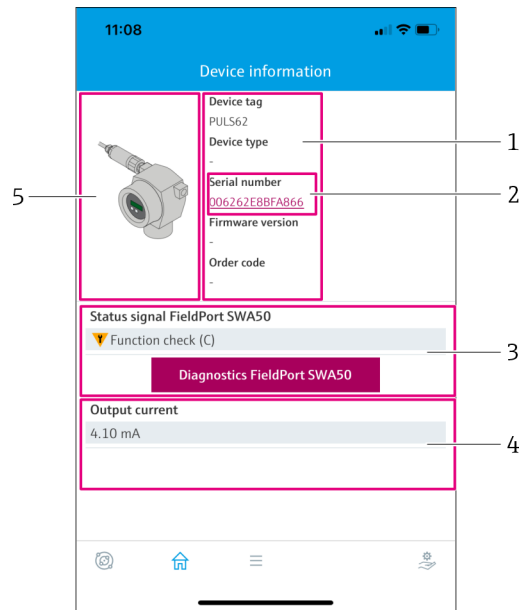 11:08
Device information
Device tag
PULS62
Device type
-
Serial number
006262E8BFA866
Firmware version
-
Order code
-
Status signal FieldPort SWA50
Function check (C)
Diagnostics FieldPort SWA50
Output current
4.10 mA
1
2
3
4
5